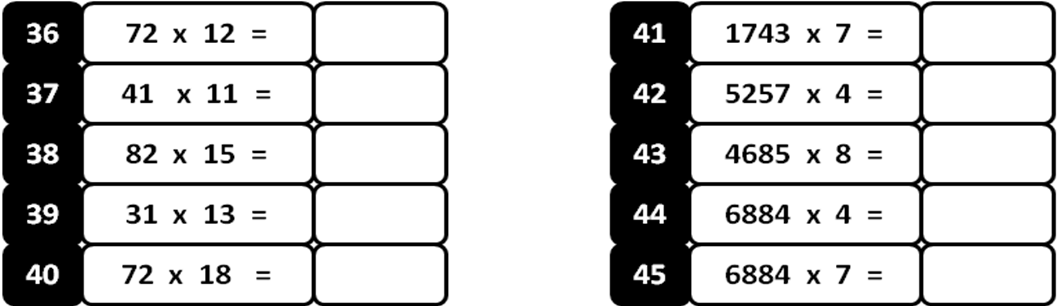 36 72 x 12 =
37 41 x 11 =
38 82 x 15 =
39 31 x 13 =
40 72 x 18 =
41 1743 x 7 =
42 5257 x 4 =
43 4685 x 8 =
44 6884 x 4 =
45 6884 x 7 =